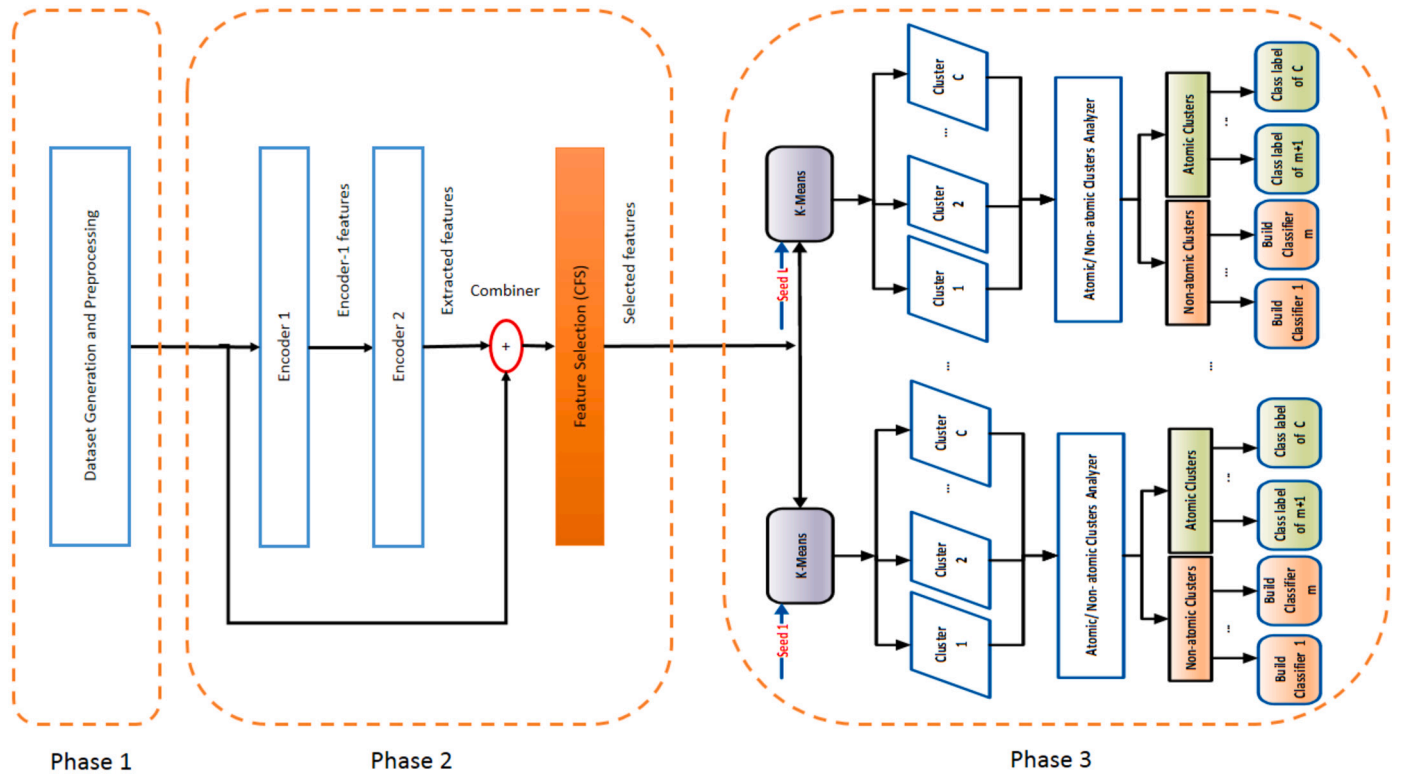 Dataset Generation and Preprocessing
Encoder 1
Encoder-1 features
Encoder 2
Extracted features
Combiner
+
Feature Selection (CFS)
Selected features
Seed L
K-Means
Cluster
1
Cluster
2
...
Cluster
C
Atomic/ Non- atomic Clusters Analyzer
Non-atomic Clusters
Atomic Clusters
Build
Classifier 1
...
Build
Classifier
m
Class label
of m+1
...
Class label
of C
...
...
Seed 1
K-Means
Cluster
1
Cluster
2
...
Cluster
C
Atomic/ Non- atomic Clusters Analyzer
Non-atomic Clusters
Atomic Clusters
Build
Classifier 1
...
Build
Classifier
m
Class label
of m+1
...
Class label
of C
Phase 1
Phase 2
Phase 3